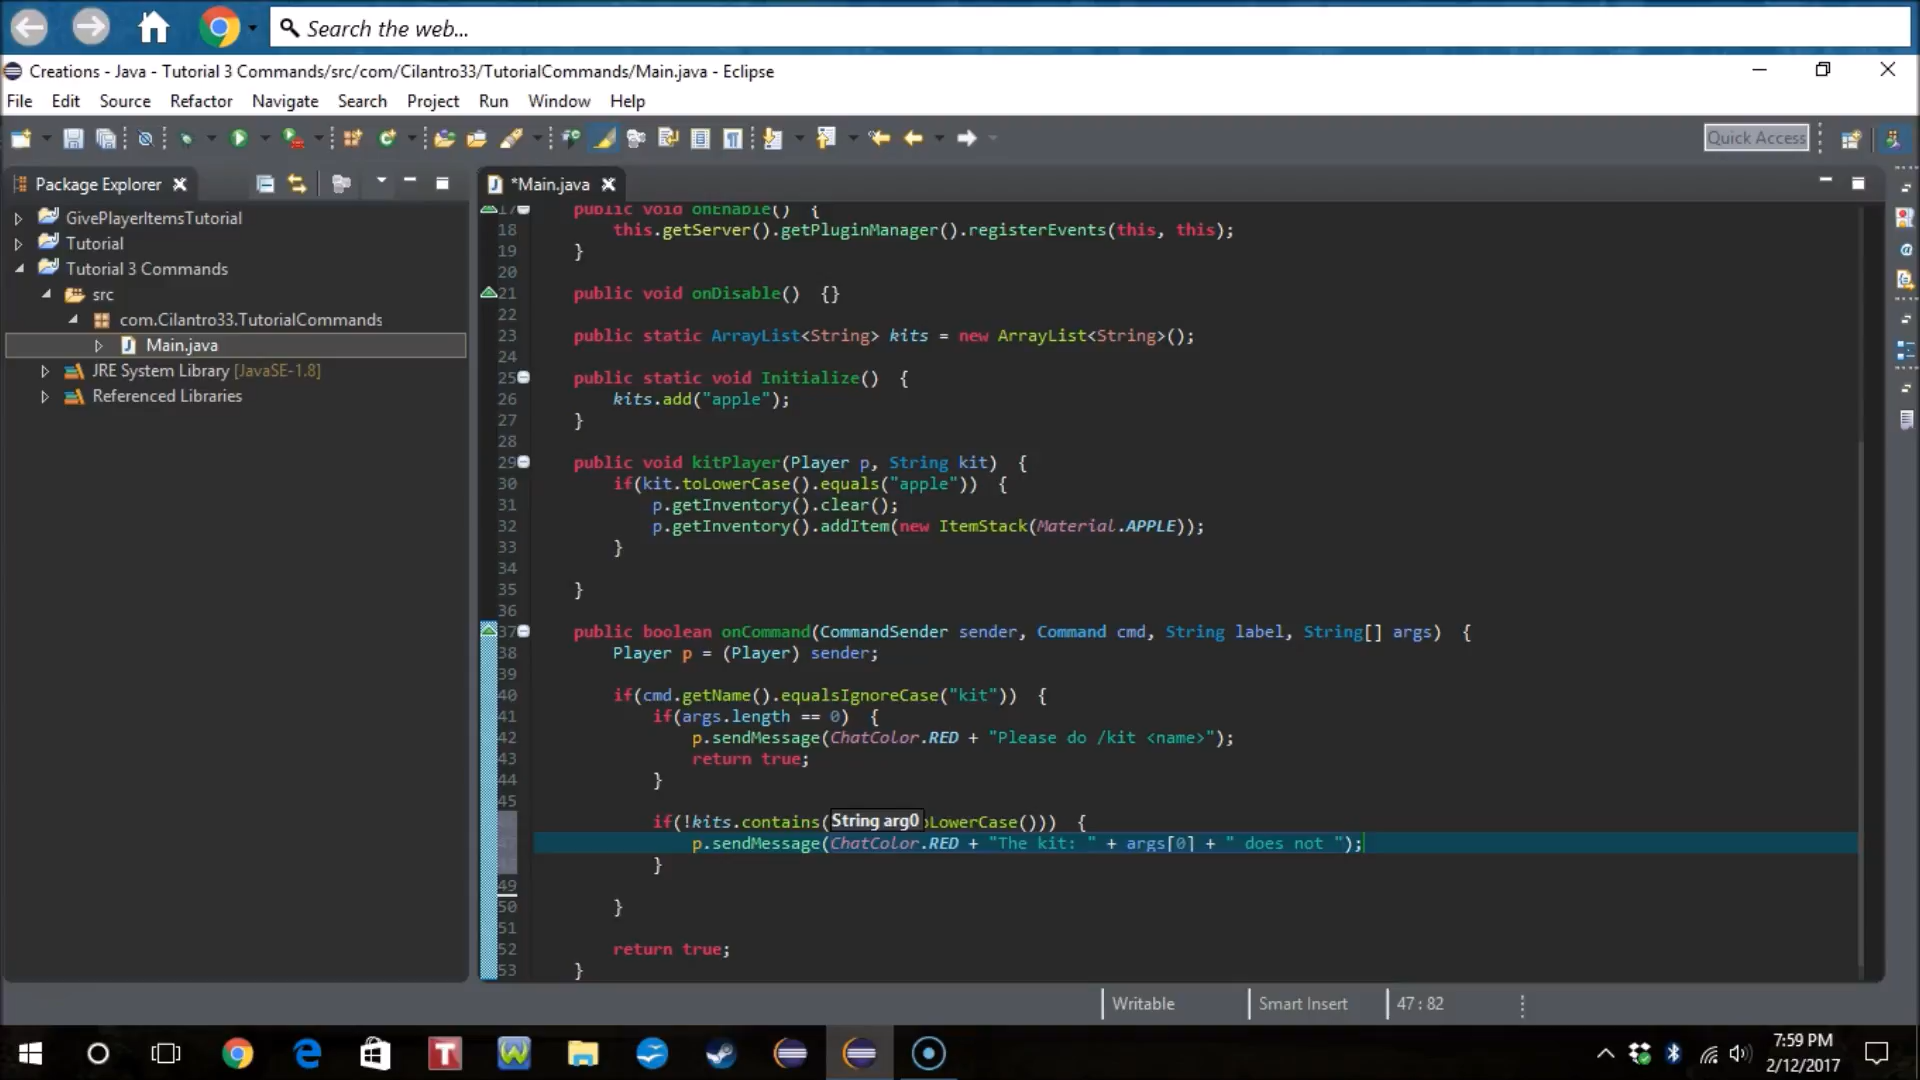 Search the web...
Creations - Java - Tutorial 3 Commands/src/com/Cilantro33/TutorialCommands/Main.java - Eclipse
File Edit Source Refactor Navigate Search Project Run Window Help
Quick Access
Package Explorer
*Main.java
GivePlayerItemsTutorial
Tutorial
Tutorial 3 Commands
src
com.Cilantro33.TutorialCommands
Main.java
JRE System Library [JavaSE-1.8]
Referenced Libraries
17 public void onEnable() {
18 this.getServer().getPluginManager().registerEvents(this, this);
19 }
20
21 public void onDisable() {}
22
23 public static ArrayList<String> kits = new ArrayList<String>();
24
25 public static void Initialize() {
26 kits.add("apple");
27 }
28
29 public void kitPlayer(Player p, String kit) {
30 if(kit.toLowerCase().equals("apple")) {
31 p.getInventory().clear();
32 p.getInventory().addItem(new ItemStack(Material.APPLE));
33 }
34
35 }
36
37 public boolean onCommand(CommandSender sender, Command cmd, String label, String[] args) {
38 Player p = (Player) sender;
39
40 if(cmd.getName().equalsIgnoreCase("kit")) {
41 if(args.length == 0) {
42 p.sendMessage(ChatColor.RED + "Please do /kit <name>");
43 return true;
44 }
45
if(!kits.contains( String arg0 oLowerCase())) {
p.sendMessage(ChatColor.RED + "The kit: " + args[0] + " does not ");
}
49
50 }
51
52 return true;
53 }
Writable Smart Insert 47 : 82
7:59 PM
2/12/2017